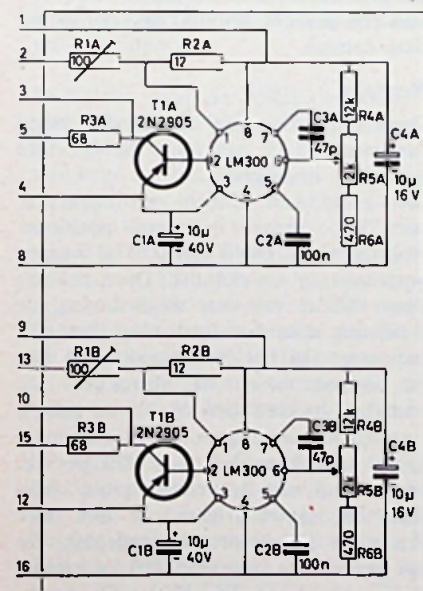 1
R1A R2A
2 100 12
3
T1A
2N2905
C3A
47p
12k
R4A
C4A
R3A
5 68
1 8 7
2 LM300 6
3 4 5
2k
R5A
10µ
16V
4
C1A
10µ
40V
C2A
100n
470
R6A
8
9
R1B R2B
13 100 12
10
T1B
2N2905
C3B
47p
12k
R4B
C4B
R3B
15 68
1 8 7
2 LM300 6
3 4 5
2k
R5B
10µ
16V
12
C1B
10µ
40V
C2B
100n
470
R6B
16